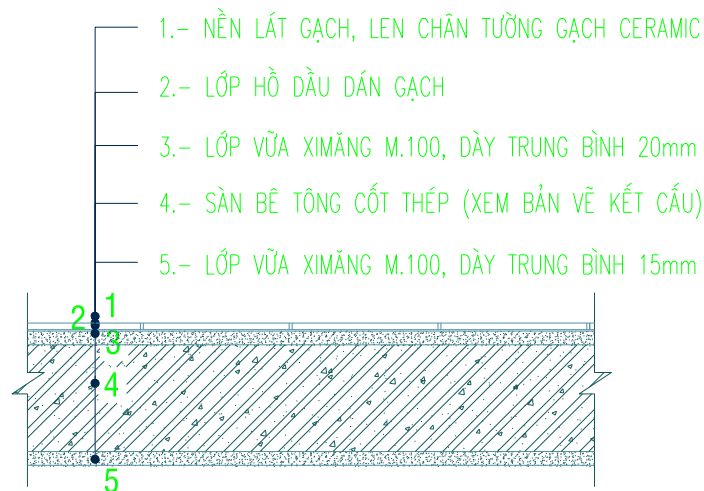 1.- NỀN LÁT GẠCH, LEN CHÂN TƯỜNG GẠCH CERAMIC
2.- LỚP HỒ DẦU DÁN GẠCH
3.- LỚP VỮA XIMĂNG M.100, DÀY TRUNG BÌNH 20mm
4.- SÀN BÊ TÔNG CỐT THÉP (XEM BẢN VẼ KẾT CẤU)
5.- LỚP VỮA XIMĂNG M.100, DÀY TRUNG BÌNH 15mm
1
2
3
4
5